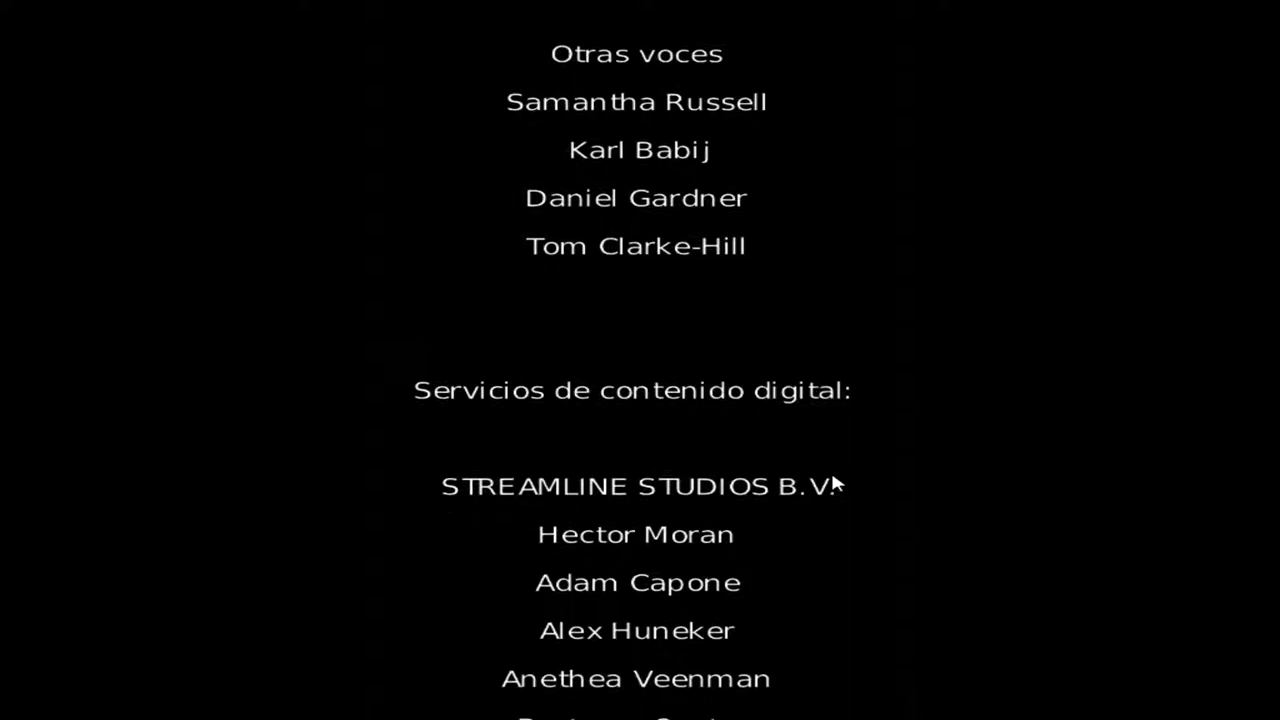 Otras voces
Samantha Russell
Karl Babij
Daniel Gardner
Tom Clarke-Hill
Servicios de contenido digital:
STREAMLINE STUDIOS B.V.
Hector Moran
Adam Capone
Alex Huneker
Anethea Veenman